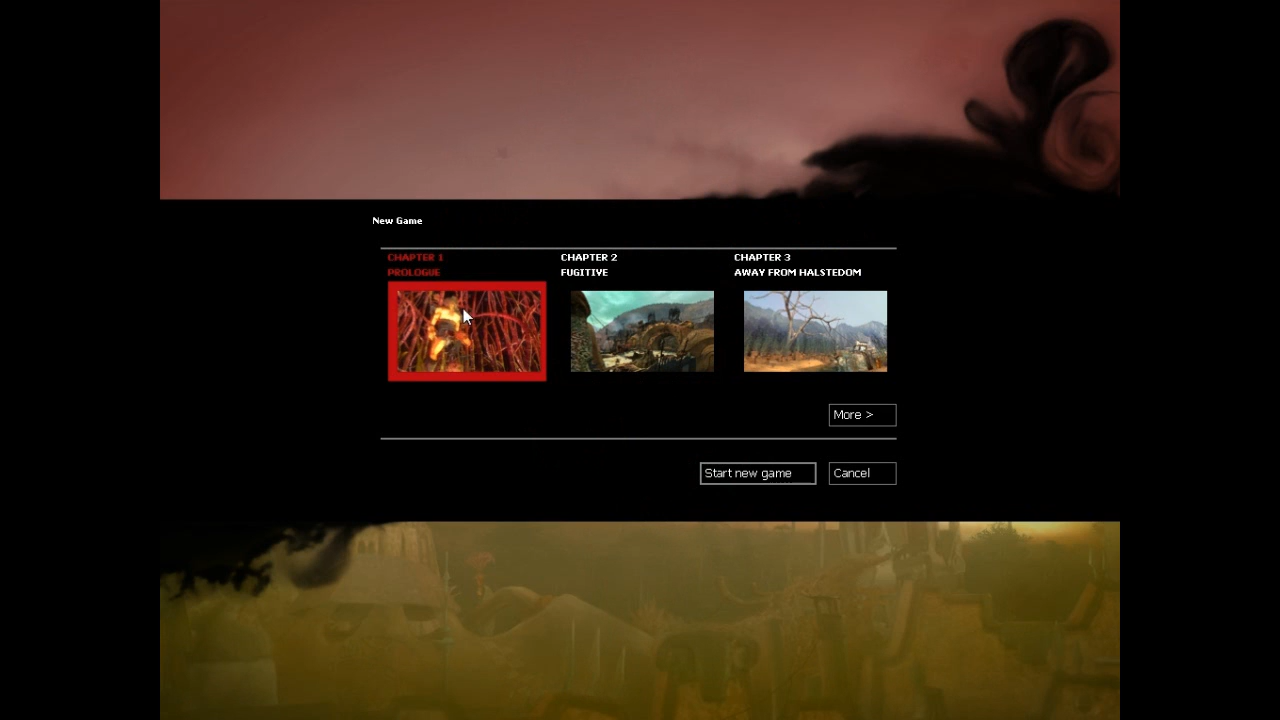 New Game
CHAPTER 1
PROLOGUE
CHAPTER 2
FUGITIVE
CHAPTER 3
AWAY FROM HALSTEDOM
More >
Start new game
Cancel